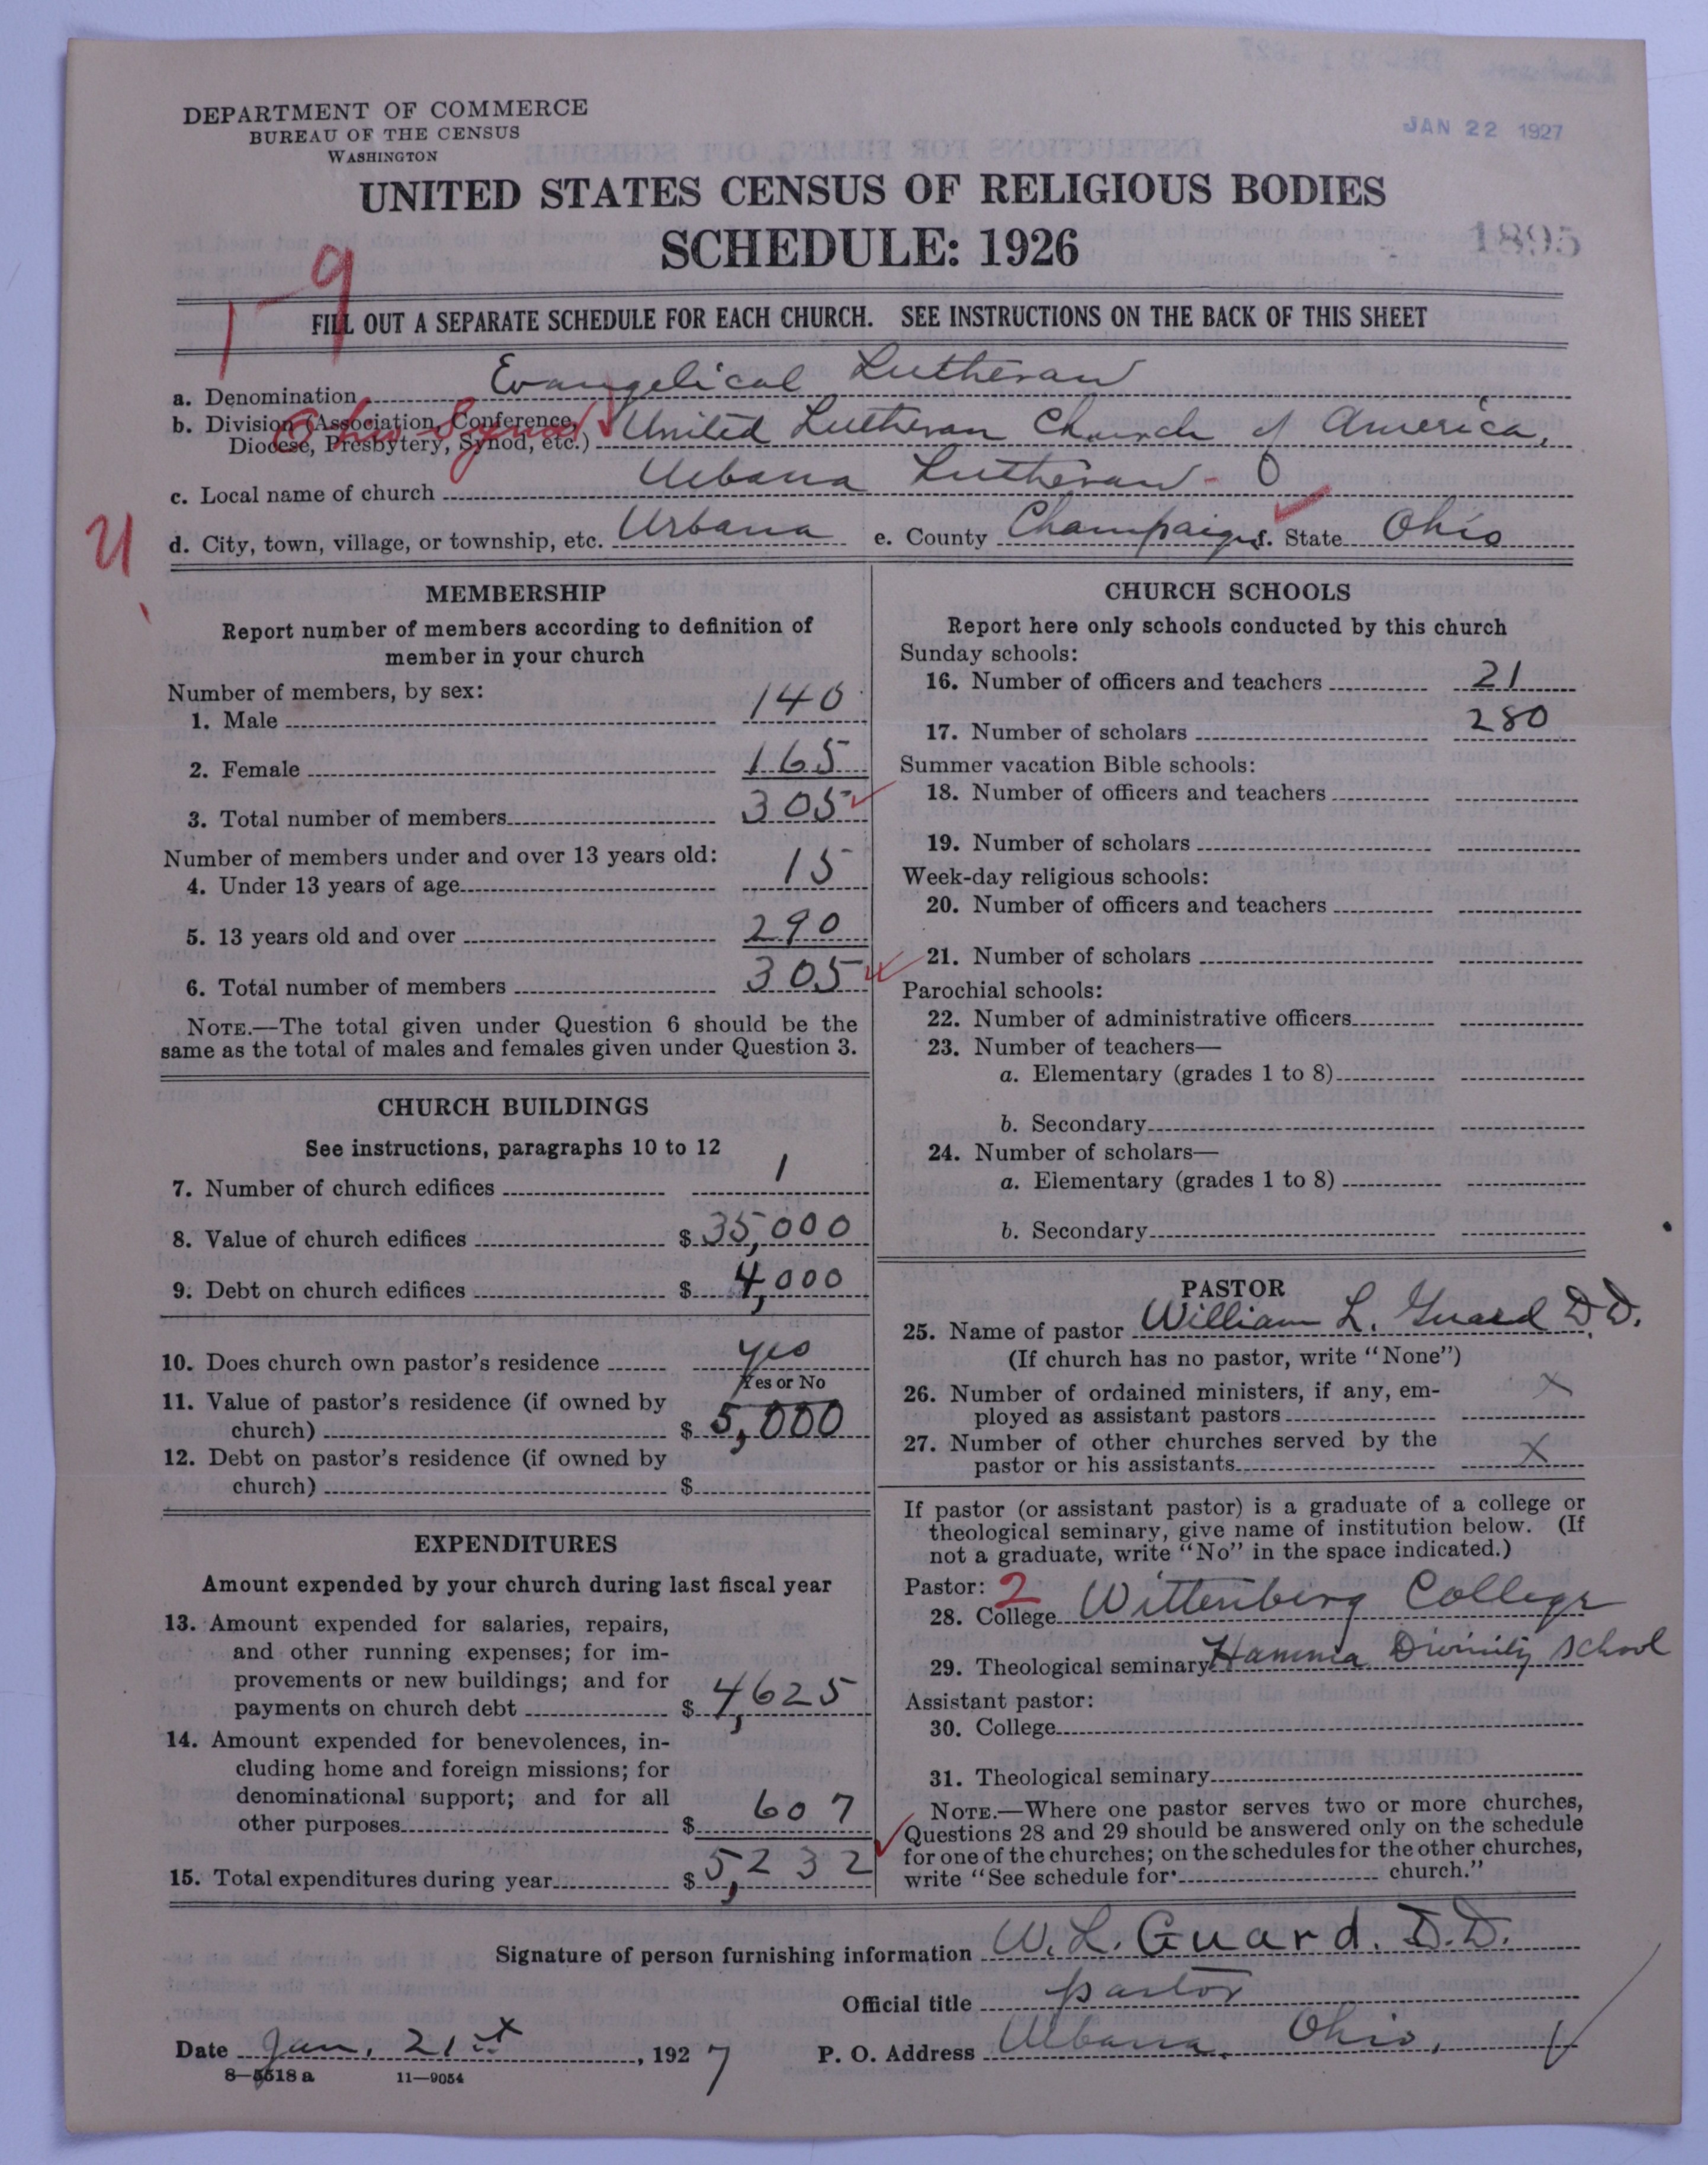 DEPARTMENT OF COMMERCE
BUREAU OF THE CENSUS
WASHINGTON
JAN 22 1927
UNITED STATES CENSUS OF RELIGIOUS BODIES
SCHEDULE: 1926
1895
1-9
FILL OUT A SEPARATE SCHEDULE FOR EACH CHURCH. SEE INSTRUCTIONS ON THE BACK OF THIS SHEET
a. Denomination Evangelical Lutheran
b. Division (Association, Conference, Diocese, Presbytery, Synod, etc.) United Lutheran Church of America,
Ohio Synod
c. Local name of church Urbana Lutheran -
U
d. City, town, village, or township, etc. Urbana e. County Champaign f. State Ohio
MEMBERSHIP
Report number of members according to definition of
member in your church
Number of members, by sex:
1. Male 140
2. Female 165
3. Total number of members 305
Number of members under and over 13 years old:
4. Under 13 years of age 15
5. 13 years old and over 290
6. Total number of members 305
NOTE.—The total given under Question 6 should be the
same as the total of males and females given under Question 3.
CHURCH BUILDINGS
See instructions, paragraphs 10 to 12
7. Number of church edifices 1
8. Value of church edifices $ 35,000
9. Debt on church edifices $ 4,000
10. Does church own pastor's residence yes
Yes or No
11. Value of pastor's residence (if owned by
church) $ 5,000
12. Debt on pastor's residence (if owned by
church) $
EXPENDITURES
Amount expended by your church during last fiscal year
13. Amount expended for salaries, repairs,
and other running expenses; for im-
provements or new buildings; and for
payments on church debt $ 4,625
14. Amount expended for benevolences, in-
cluding home and foreign missions; for
denominational support; and for all
other purposes $ 607
15. Total expenditures during year $ 5,232
CHURCH SCHOOLS
Report here only schools conducted by this church
Sunday schools:
16. Number of officers and teachers 21
17. Number of scholars 280
Summer vacation Bible schools:
18. Number of officers and teachers
19. Number of scholars
Week-day religious schools:
20. Number of officers and teachers
21. Number of scholars
Parochial schools:
22. Number of administrative officers
23. Number of teachers—
a. Elementary (grades 1 to 8)
b. Secondary
24. Number of scholars—
a. Elementary (grades 1 to 8)
b. Secondary
PASTOR
25. Name of pastor William L. Guard D.D.
(If church has no pastor, write "None")
26. Number of ordained ministers, if any, em-
ployed as assistant pastors X
27. Number of other churches served by the
pastor or his assistants X
If pastor (or assistant pastor) is a graduate of a college or
theological seminary, give name of institution below. (If
not a graduate, write "No" in the space indicated.)
Pastor: 2
28. College Wittenberg College
29. Theological seminary Hamma Divinity School
Assistant pastor:
30. College
31. Theological seminary
NOTE.—Where one pastor serves two or more churches,
Questions 28 and 29 should be answered only on the schedule
for one of the churches; on the schedules for the other churches,
write "See schedule for church."
Signature of person furnishing information W. L. Guard. D.D.
Official title pastor
Date Jan. 21st, 1927 P. O. Address Urbana, Ohio,
8-5518 a 11-9054